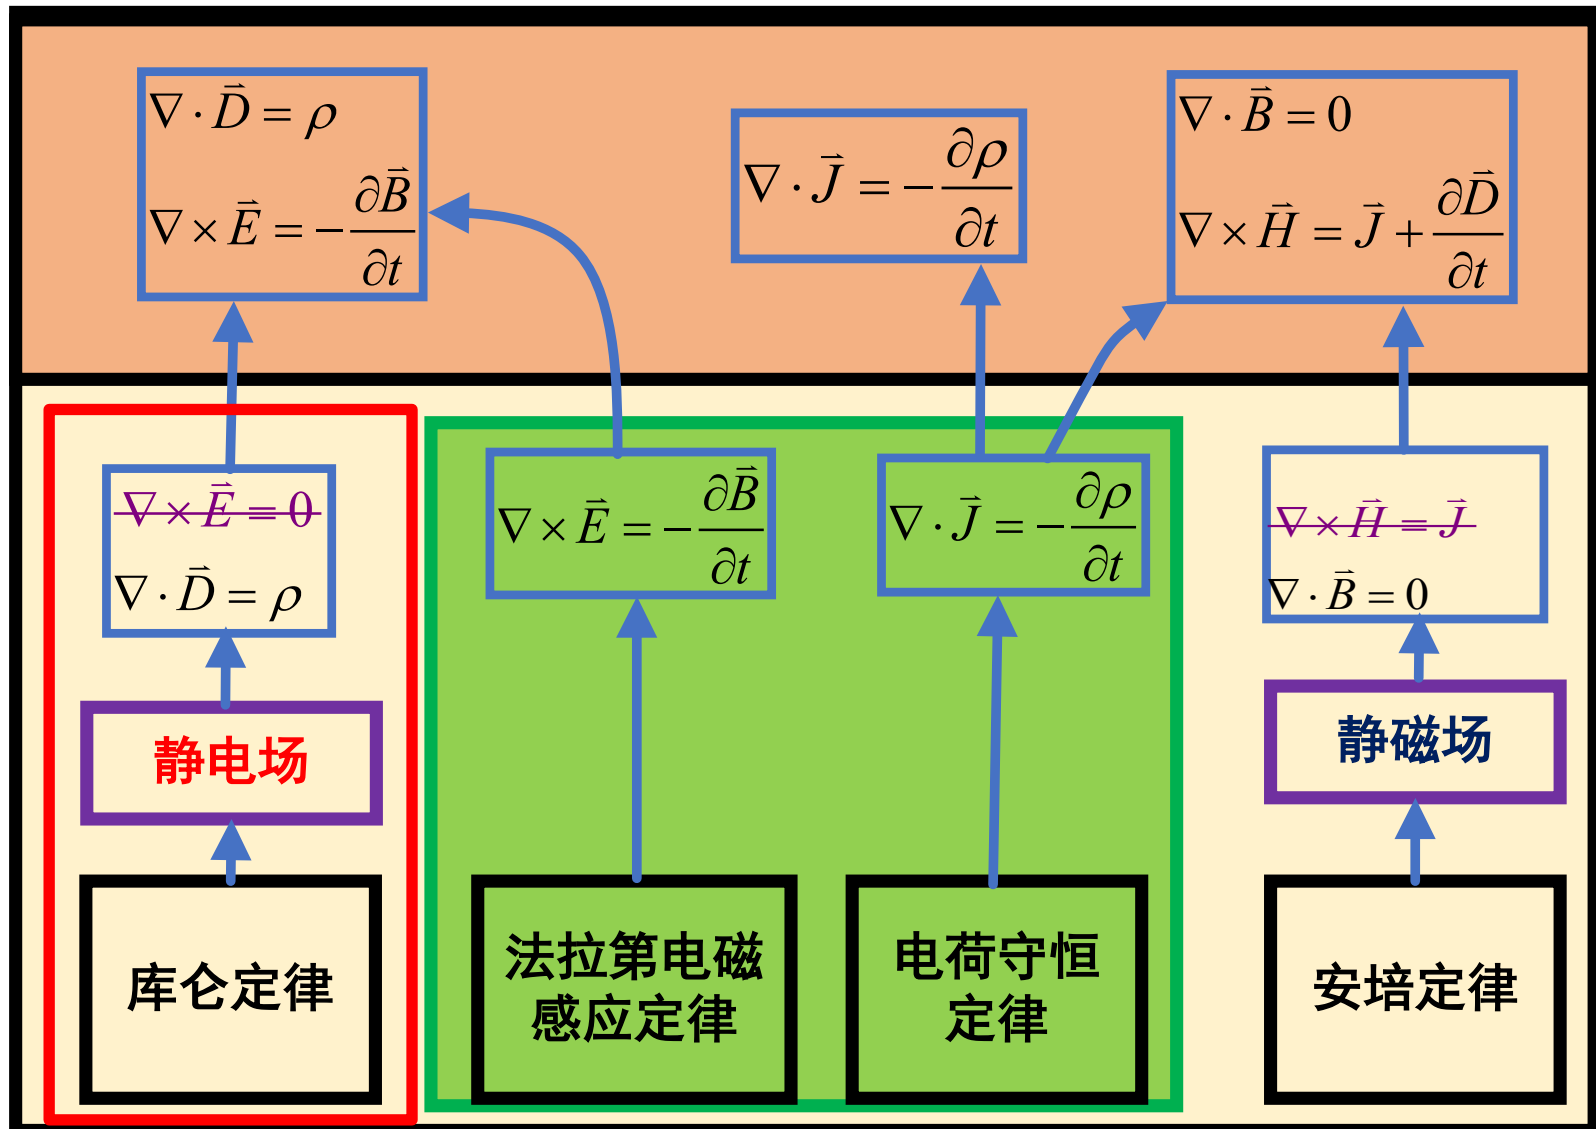 ∇·D⃗ = ρ
∇×E⃗ = −∂B⃗/∂t
∇·J⃗ = −∂ρ/∂t
∇·B⃗ = 0
∇×H⃗ = J⃗ + ∂D⃗/∂t
∇×E⃗ = 0
∇·D⃗ = ρ
∇×E⃗ = −∂B⃗/∂t
∇·J⃗ = −∂ρ/∂t
∇×H⃗ = J⃗
∇·B⃗ = 0
静电场
静磁场
库仑定律
法拉第电磁
感应定律
电荷守恒
定律
安培定律